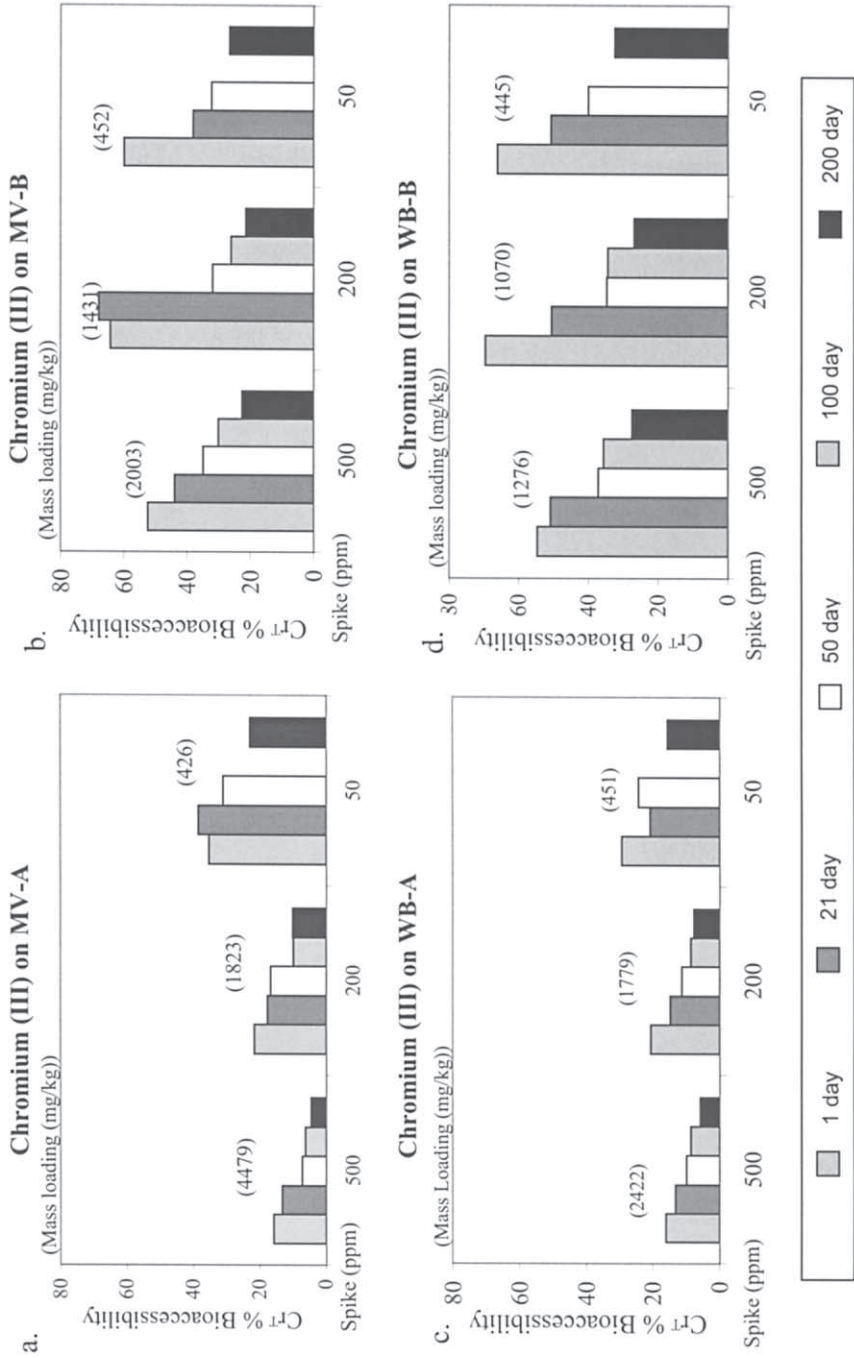 a.
Chromium (III) on MV-A
(Mass loading (mg/kg))
80
60
40
20
0
Cr^T % Bioaccessibility
(4479)
(1823)
(426)
Spike (ppm)
500
200
50
b.
Chromium (III) on MV-B
(Mass loading (mg/kg))
80
60
40
20
0
Cr^T % Bioaccessibility
(2003)
(1431)
(452)
Spike (ppm)
500
200
50
c.
Chromium (III) on WB-A
(Mass Loading (mg/kg))
80
60
40
20
0
Cr^T % Bioaccessibility
(2422)
(1779)
(451)
Spike (ppm)
500
200
50
d.
Chromium (III) on WB-B
(Mass loading (mg/kg))
30
60
40
20
0
Cr^T % Bioaccessibility
(1276)
(1070)
(445)
Spike (ppm)
500
200
50
1 day
21 day
50 day
100 day
200 day